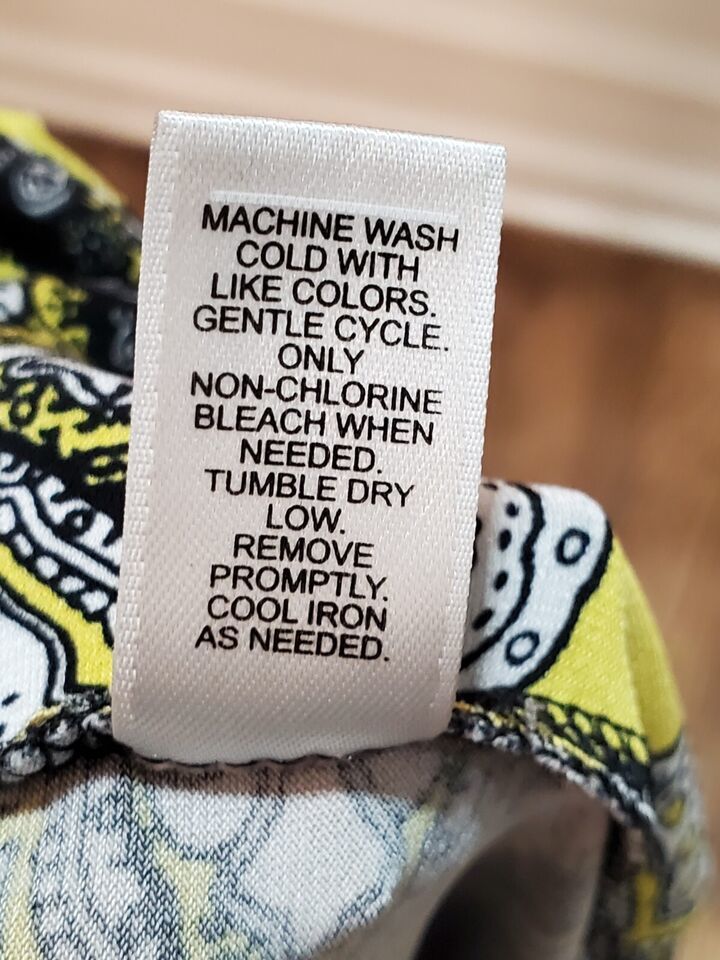 MACHINE WASH
COLD WITH
LIKE COLORS.
GENTLE CYCLE.
ONLY
NON-CHLORINE
BLEACH WHEN
NEEDED.
TUMBLE DRY
LOW.
REMOVE
PROMPTLY.
COOL IRON
AS NEEDED.